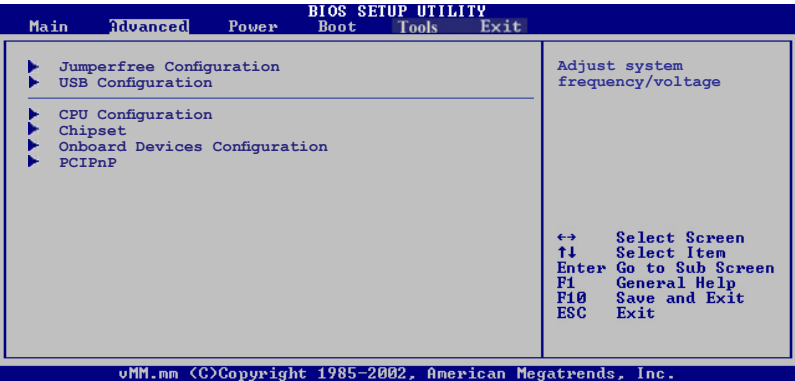 BIOS SETUP UTILITY
Main Advanced Power Boot Tools Exit
Jumperfree Configuration
USB Configuration
CPU Configuration
Chipset
Onboard Devices Configuration
PCIPnP
Adjust system
frequency/voltage
←→ Select Screen
↑↓ Select Item
Enter Go to Sub Screen
F1 General Help
F10 Save and Exit
ESC Exit
vMM.mm (C)Copyright 1985-2002, American Megatrends, Inc.